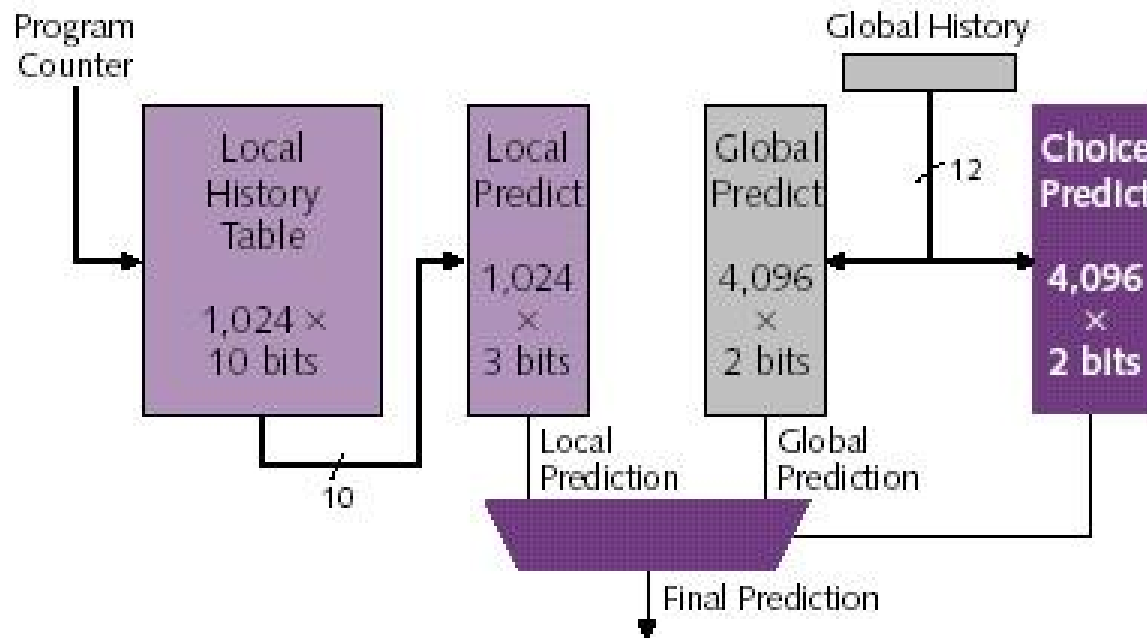 Program
Counter
Global History
Local
History
Table
1,024 ×
10 bits
10
Local
Predict
1,024
×
3 bits
Global
Predict
4,096
×
2 bits
12
Choice
Predict
4,096
×
2 bits
Local
Prediction
Global
Prediction
Final Prediction